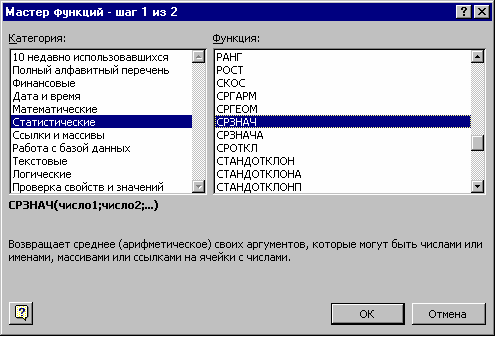 Мастер функций - шаг 1 из 2
Категория:
10 недавно использовавшихся
Полный алфавитный перечень
Финансовые
Дата и время
Математические
Статистические
Ссылки и массивы
Работа с базой данных
Текстовые
Логические
Проверка свойств и значений
Функция:
РАНГ
РОСТ
СКОС
СРГАРМ
СРГЕОМ
СРЗНАЧ
СРЗНАЧА
СРОТКЛ
СТАНДОТКЛОН
СТАНДОТКЛОНА
СТАНДОТКЛОНП
СРЗНАЧ(число1;число2;...)
Возвращает среднее (арифметическое) своих аргументов, которые могут быть числами или
именами, массивами или ссылками на ячейки с числами.
ОК
Отмена